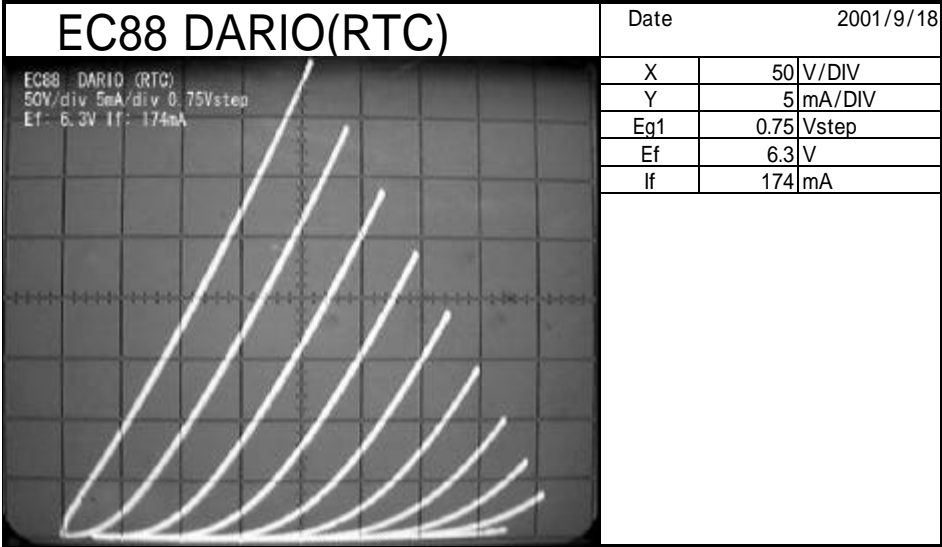 EC88 DARIO(RTC)
Date 2001/9/18
EC88 DARIO (RTC)
50V/div 5mA/div 0.75Vstep
Ef: 6.3V If: 174mA
X 50 V/DIV
Y 5 mA/DIV
Eg1 0.75 Vstep
Ef 6.3 V
If 174 mA